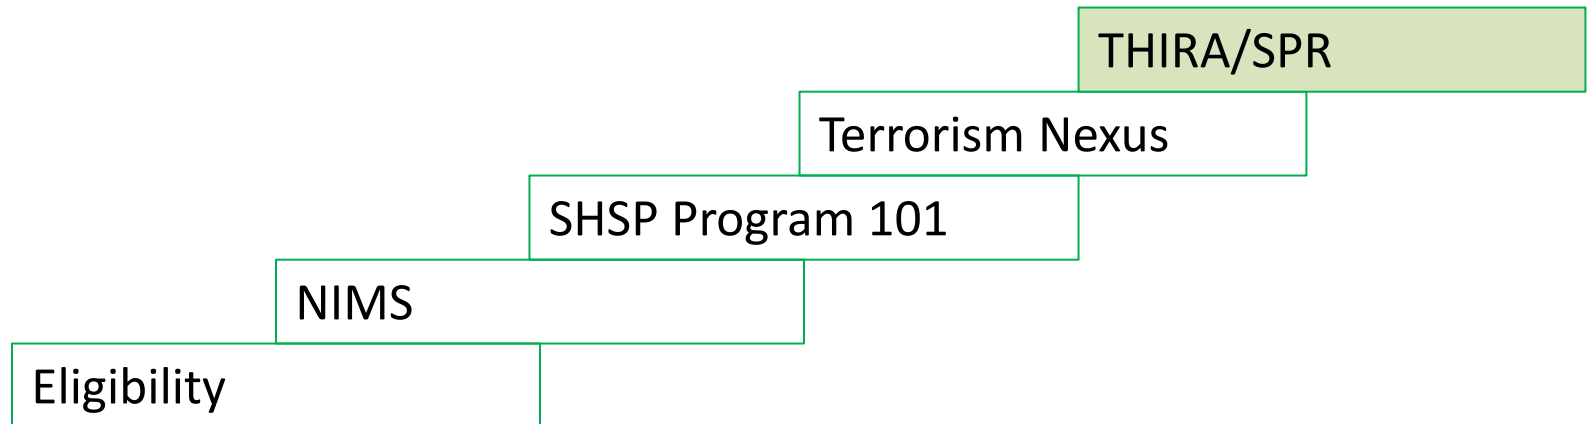 THIRA/SPR
Terrorism Nexus
SHSP Program 101
NIMS
Eligibility